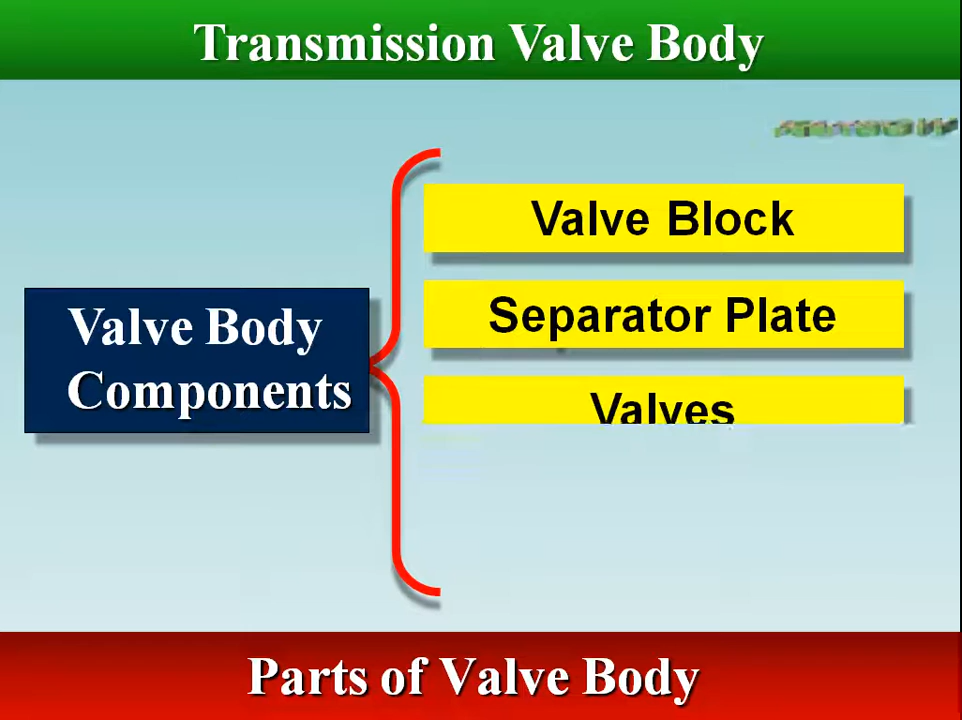 Transmission Valve Body
Valve Block
Separator Plate
Valve Body
Components
Valves
Parts of Valve Body